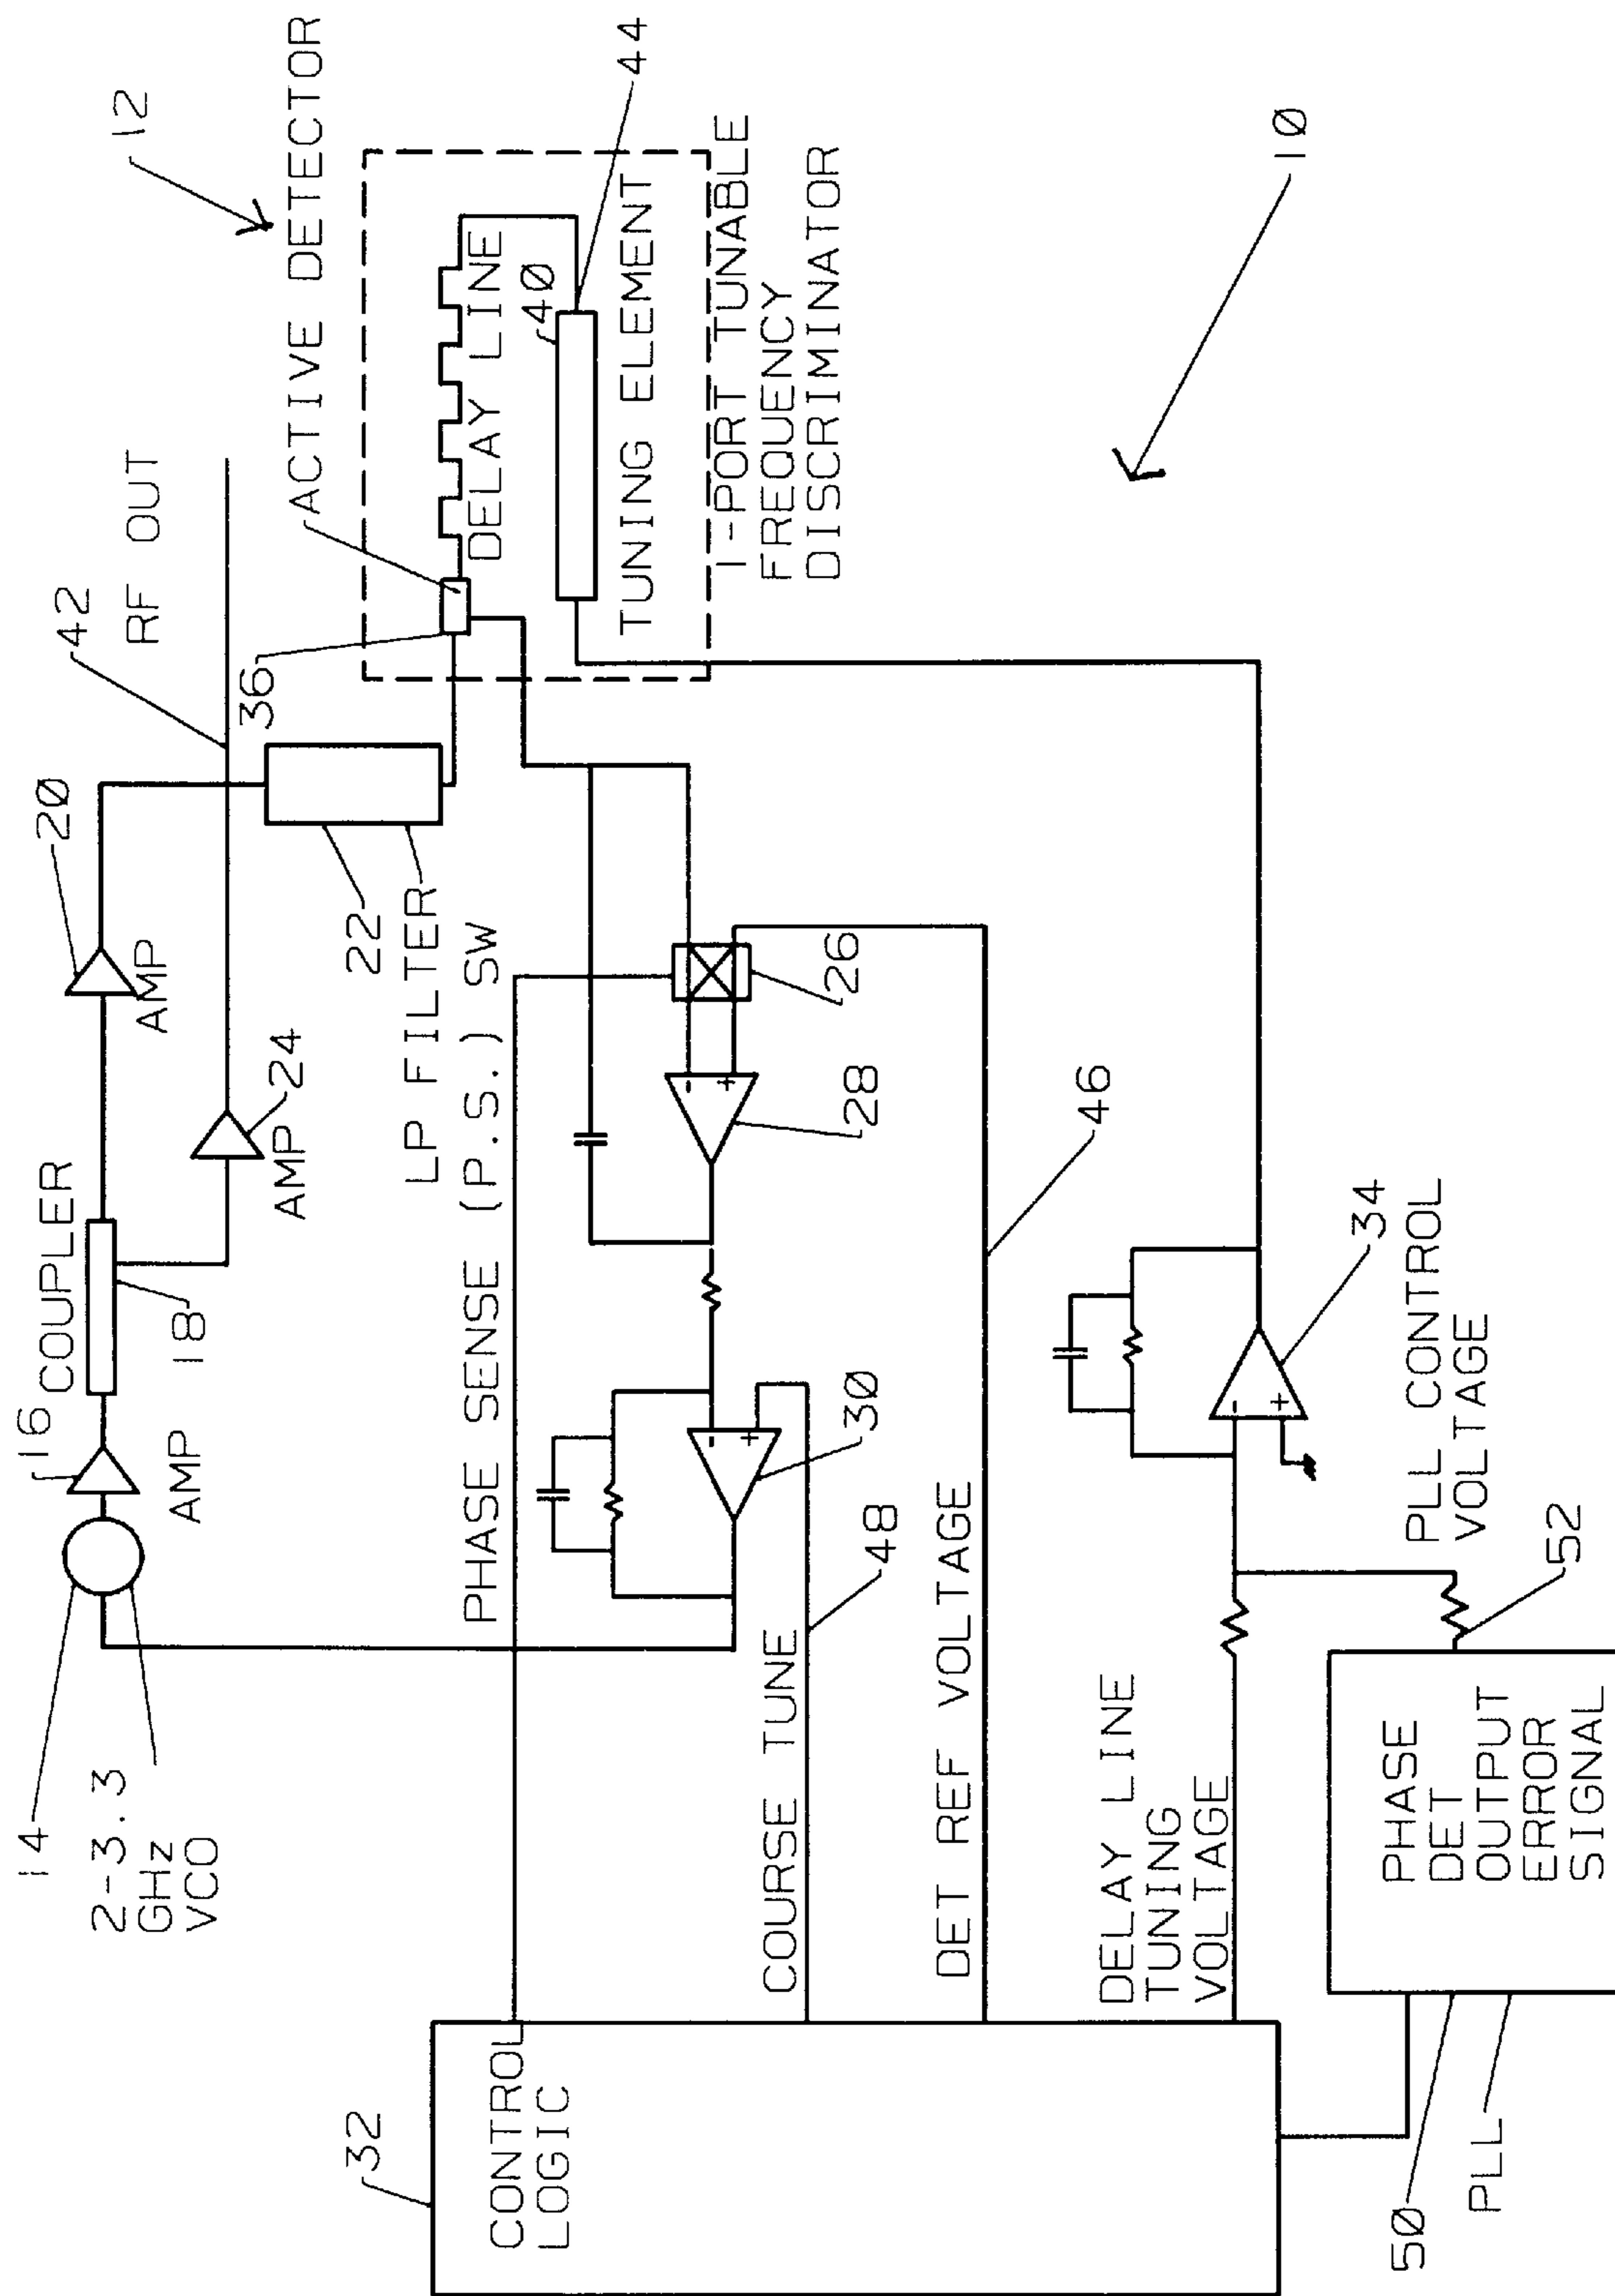 14
2-3.3
GHz
VCO
16
AMP
COUPLER
18
AMP
20
AMP
24
42
RF OUT
12
ACTIVE DETECTOR
36
22
LP FILTER
DELAY LINE
40
TUNING ELEMENT
44
1-PORT TUNABLE
FREQUENCY
DISCRIMINATOR
10
PHASE SENSE (P.S.) SW
26
-
+
28
-
+
30
32
CONTROL
LOGIC
COURSE TUNE
48
DET REF VOLTAGE
46
DELAY LINE
TUNING
VOLTAGE
-
+
34
PLL CONTROL
VOLTAGE
52
PHASE
DET
OUTPUT
ERROR
SIGNAL
50
PLL